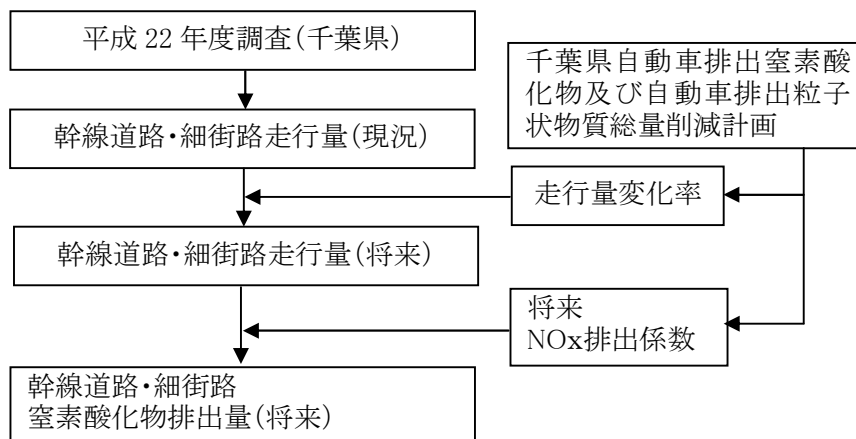 平成 22 年度調査(千葉県)
千葉県自動車排出窒素酸
化物及び自動車排出粒子
状物質総量削減計画
幹線道路・細街路走行量(現況)
走行量変化率
幹線道路・細街路走行量(将来)
将来
NOx排出係数
幹線道路・細街路
窒素酸化物排出量(将来)